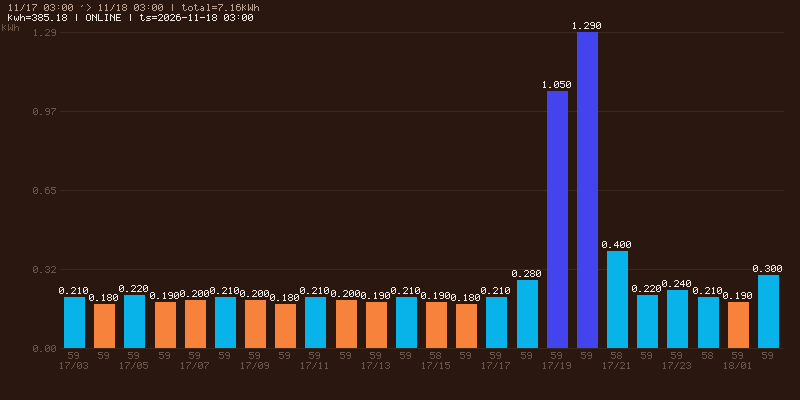 11/17 03:00 -> 11/18 03:00 | total=7.16kWh
Kwh=385.18 | ONLINE | ts=2026-11-18 03:00
kWh
1.29
0.97
0.65
0.32
0.00
0.210 0.180 0.220 0.190 0.200 0.210 0.200 0.180 0.210 0.200 0.190 0.210 0.190 0.180 0.210 0.280 1.050 1.290 0.400 0.220 0.240 0.210 0.190 0.300
59 59 59 59 59 59 59 59 59 59 59 59 58 59 59 59 59 59 58 59 59 58 59 59
17/03 17/05 17/07 17/09 17/11 17/13 17/15 17/17 17/19 17/21 17/23 18/01